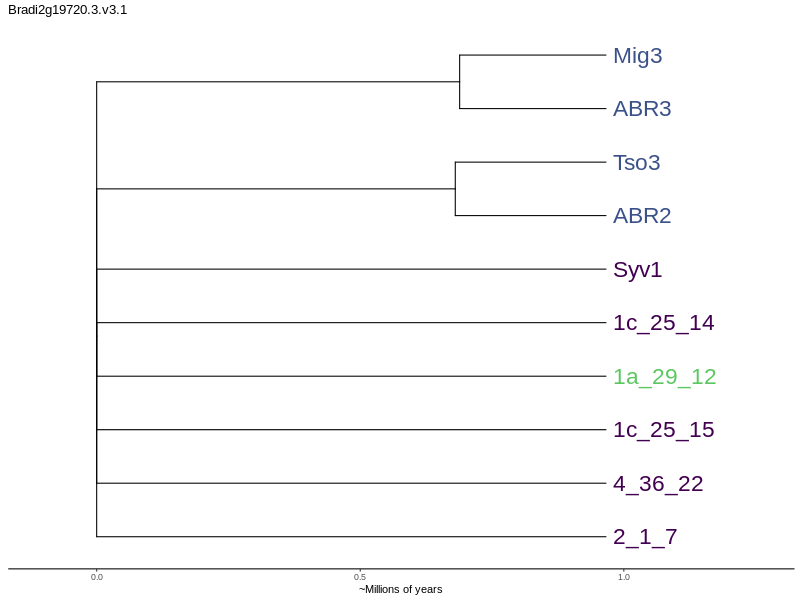 Bradi2g19720.3.v3.1
Mig3
ABR3
Tso3
ABR2
Syv1
1c_25_14
1a_29_12
1c_25_15
4_36_22
2_1_7
0.0 0.5 1.0
~Millions of years